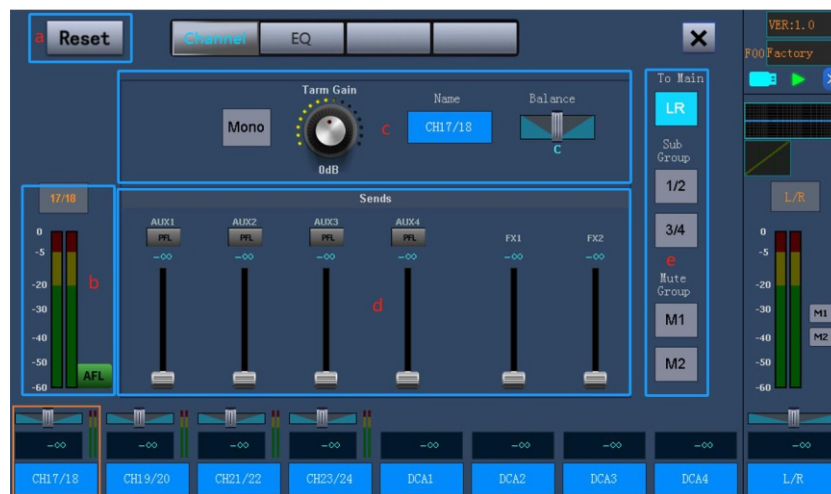 a Reset Channel EQ
VER:1.0
F00 Factory
Tarm Gain
Name
Balance
Mono
c
CH17/18
C
0dB
To Main
LR
Sub
Group
1/2
3/4
e
Mute
Group
M1
M2
17/18
0
-5
-20
-30
-40
-50
-60
b
AFL
Sends
AUX1 AUX2 AUX3 AUX4 FX1 FX2
PFL PFL PFL PFL
-∞ -∞ -∞ -∞ -∞ -∞
d
L/R
0
-5
-20
-30
-40
-50
-60
M1
M2
-∞ -∞ -∞ -∞ -∞ -∞ -∞ -∞ -∞
CH17/18 CH19/20 CH21/22 CH23/24 DCA1 DCA2 DCA3 DCA4 L/R